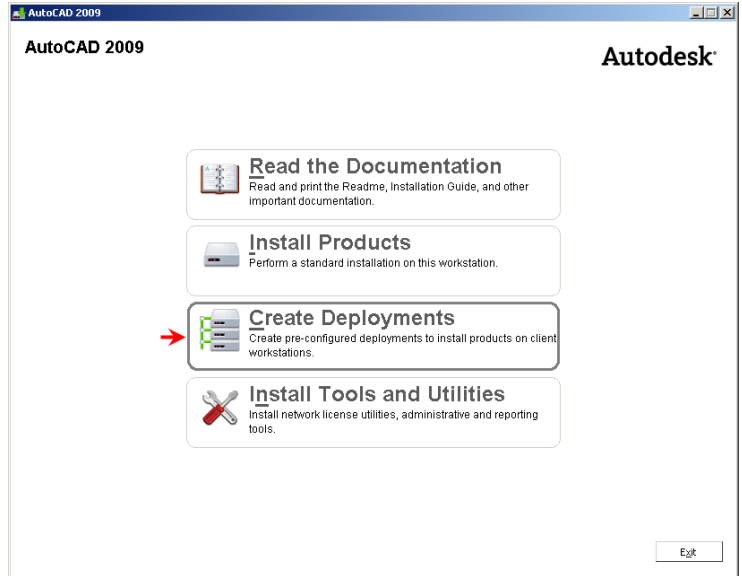 AutoCAD 2009
AutoCAD 2009
Autodesk
Read the Documentation
Read and print the Readme, Installation Guide, and other
important documentation.
Install Products
Perform a standard installation on this workstation.
Create Deployments
Create pre-configured deployments to install products on client
workstations.
Install Tools and Utilities
Install network license utilities, administrative and reporting
tools.
Exit